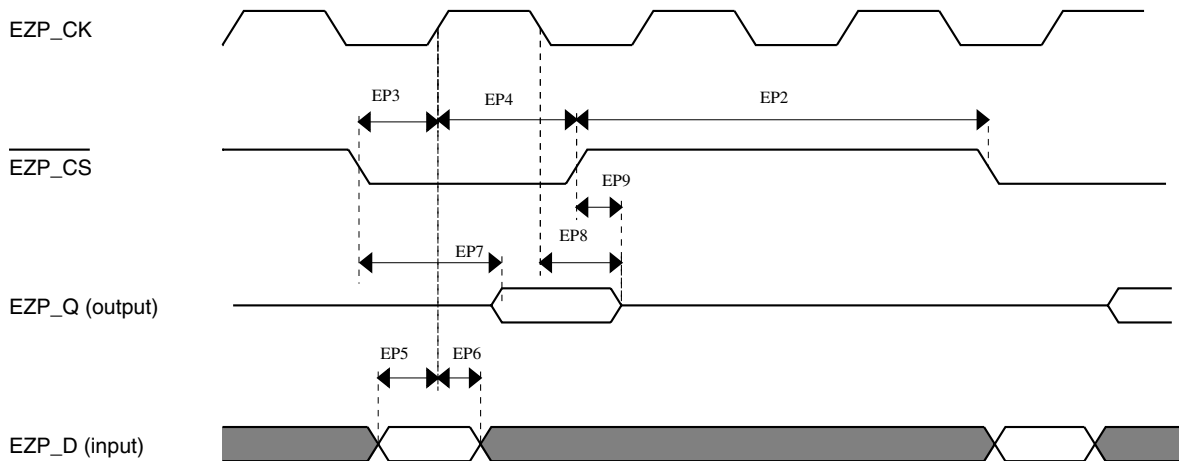 EZP_CK
EP3
EP4
EP2
EZP_CS
EP9
EP8
EP7
EZP_Q (output)
EP5
EP6
EZP_D (input)